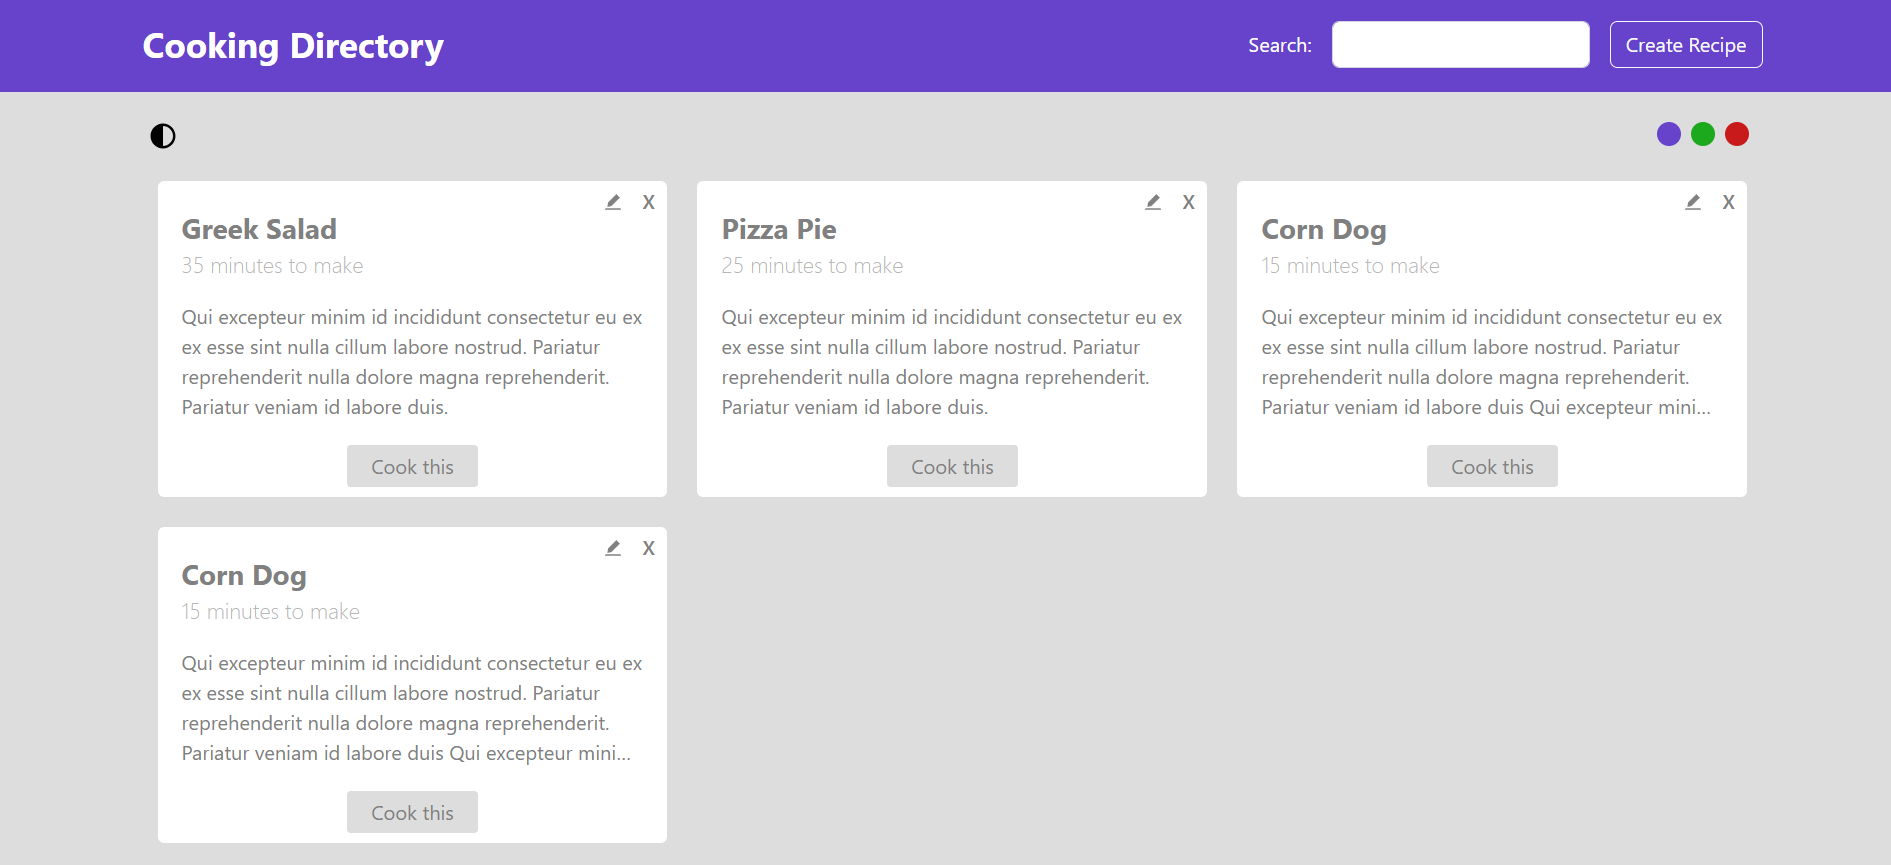 Cooking Directory
Search:
Create Recipe
X
Greek Salad
35 minutes to make
Qui excepteur minim id incididunt consectetur eu ex
ex esse sint nulla cillum labore nostrud. Pariatur
reprehenderit nulla dolore magna reprehenderit.
Pariatur veniam id labore duis.
Cook this
X
Pizza Pie
25 minutes to make
Qui excepteur minim id incididunt consectetur eu ex
ex esse sint nulla cillum labore nostrud. Pariatur
reprehenderit nulla dolore magna reprehenderit.
Pariatur veniam id labore duis.
Cook this
X
Corn Dog
15 minutes to make
Qui excepteur minim id incididunt consectetur eu ex
ex esse sint nulla cillum labore nostrud. Pariatur
reprehenderit nulla dolore magna reprehenderit.
Pariatur veniam id labore duis Qui excepteur mini...
Cook this
X
Corn Dog
15 minutes to make
Qui excepteur minim id incididunt consectetur eu ex
ex esse sint nulla cillum labore nostrud. Pariatur
reprehenderit nulla dolore magna reprehenderit.
Pariatur veniam id labore duis Qui excepteur mini...
Cook this